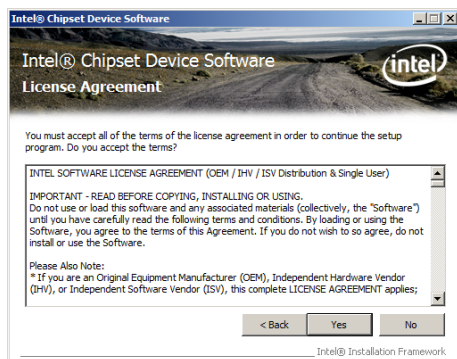 Intel® Chipset Device Software
Intel® Chipset Device Software
intel
License Agreement
You must accept all of the terms of the license agreement in order to continue the setup
program. Do you accept the terms?
INTEL SOFTWARE LICENSE AGREEMENT (OEM / IHV / ISV Distribution & Single User)
IMPORTANT - READ BEFORE COPYING, INSTALLING OR USING.
Do not use or load this software and any associated materials (collectively, the "Software")
until you have carefully read the following terms and conditions. By loading or using the
Software, you agree to the terms of this Agreement. If you do not wish to so agree, do not
install or use the Software.
Please Also Note:
* If you are an Original Equipment Manufacturer (OEM), Independent Hardware Vendor
(IHV), or Independent Software Vendor (ISV), this complete LICENSE AGREEMENT applies;
< Back Yes No
Intel® Installation Framework